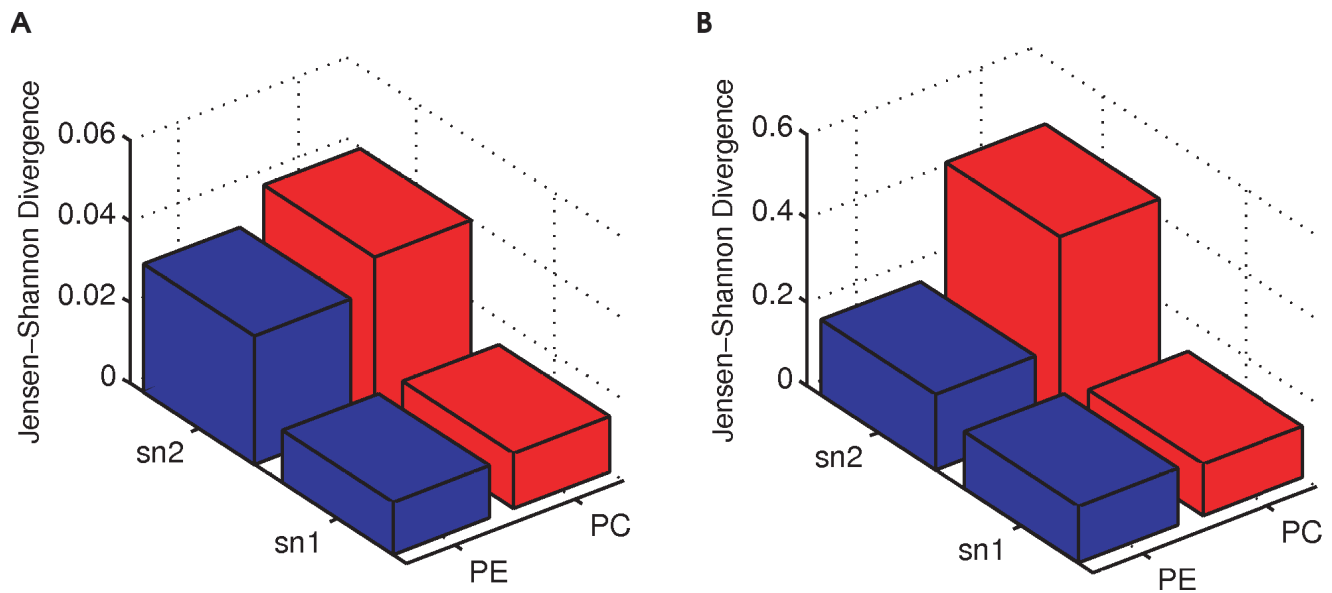 A
Jensen−Shannon Divergence
0.06
0.04
0.02
0
sn2
sn1
PE
PC
B
Jensen−Shannon Divergence
0.6
0.4
0.2
0
sn2
sn1
PE
PC